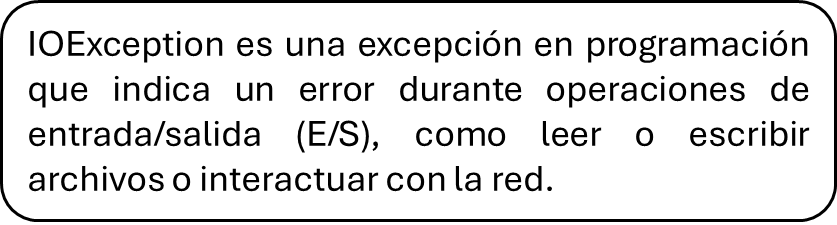 IOException es una excepción en programación
que indica un error durante operaciones de
entrada/salida (E/S), como leer o escribir
archivos o interactuar con la red.